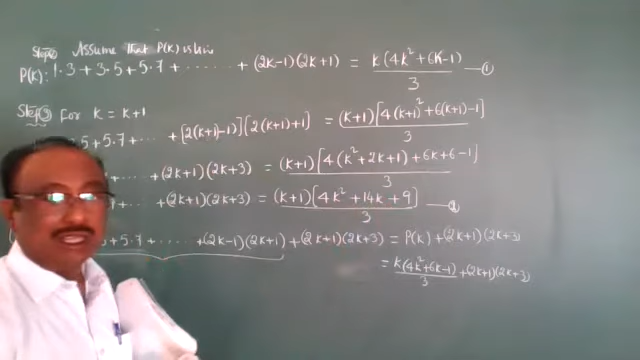 Step② Assume that P(k) is
P(k): 1.3 + 3.5 + 5.7 + ...... + (2k-1)(2k+1) = k(4k²+6k-1)/3 —①
Step③ For k = k+1
.5 + 5.7 + ... + [2(k+1)-1)][2(k+1)+1] = (k+1)[4(k+1)²+6(k+1)-1]/3
... + (2k+1)(2k+3) = (k+1)[4(k²+2k+1)+6k+6-1]/3
... + (2k+1)(2k+3) = (k+1)[4k²+14k+9]/3 —②
+5.7+ ...... +(2k-1)(2k+1) + (2k+1)(2k+3) = P(k) + (2k+1)(2k+3)
= k(4k²+6k-1)/3 + (2k+1)(2k+3)